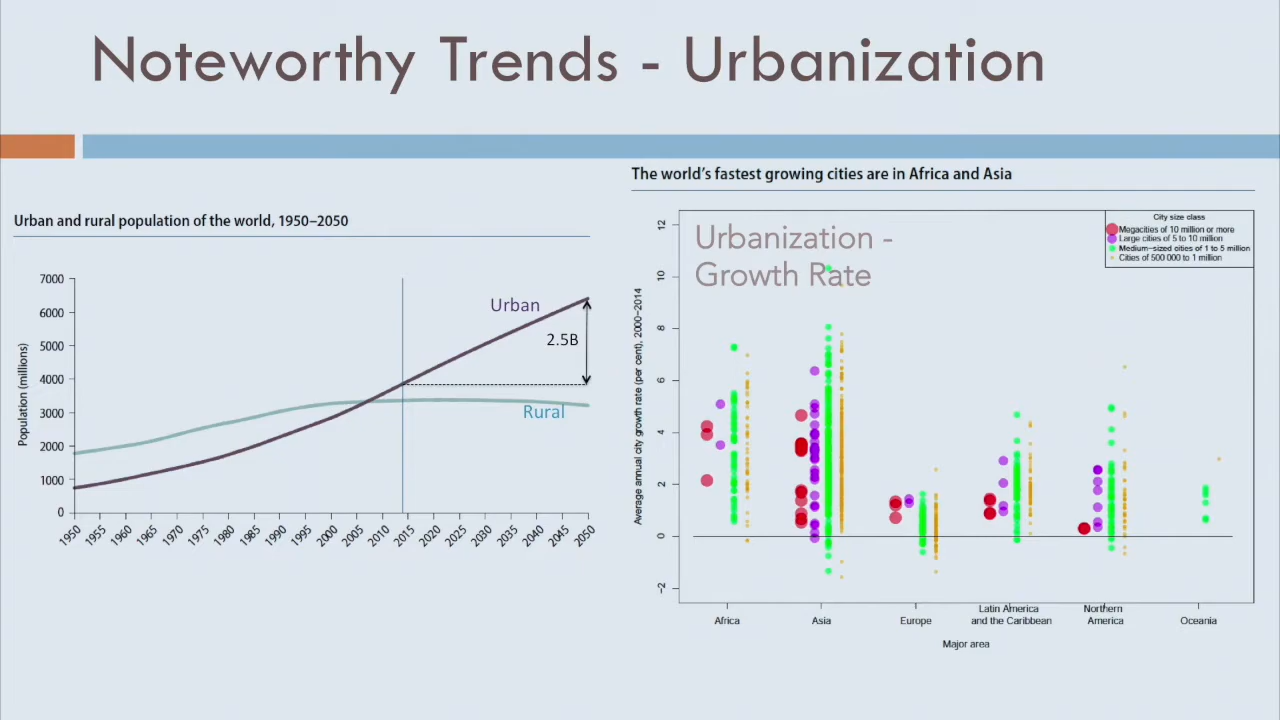 Noteworthy Trends - Urbanization
Urban and rural population of the world, 1950–2050
7000
6000
5000
4000
3000
2000
1000
0
Population (millions)
Urban
2.5B
Rural
1950 1955 1960 1965 1970 1975 1980 1985 1990 1995 2000 2005 2010 2015 2020 2025 2030 2035 2040 2045 2050
The world's fastest growing cities are in Africa and Asia
Urbanization -
Growth Rate
City size class
Megacities of 10 million or more
Large cities of 5 to 10 million
Medium-sized cities of 1 to 5 million
Cities of 500 000 to 1 million
12
10
8
6
4
2
0
-2
Average annual city growth rate (per cent), 2000–2014
Africa
Asia
Europe
Latin America
and the Caribbean
Northern
America
Oceania
Major area